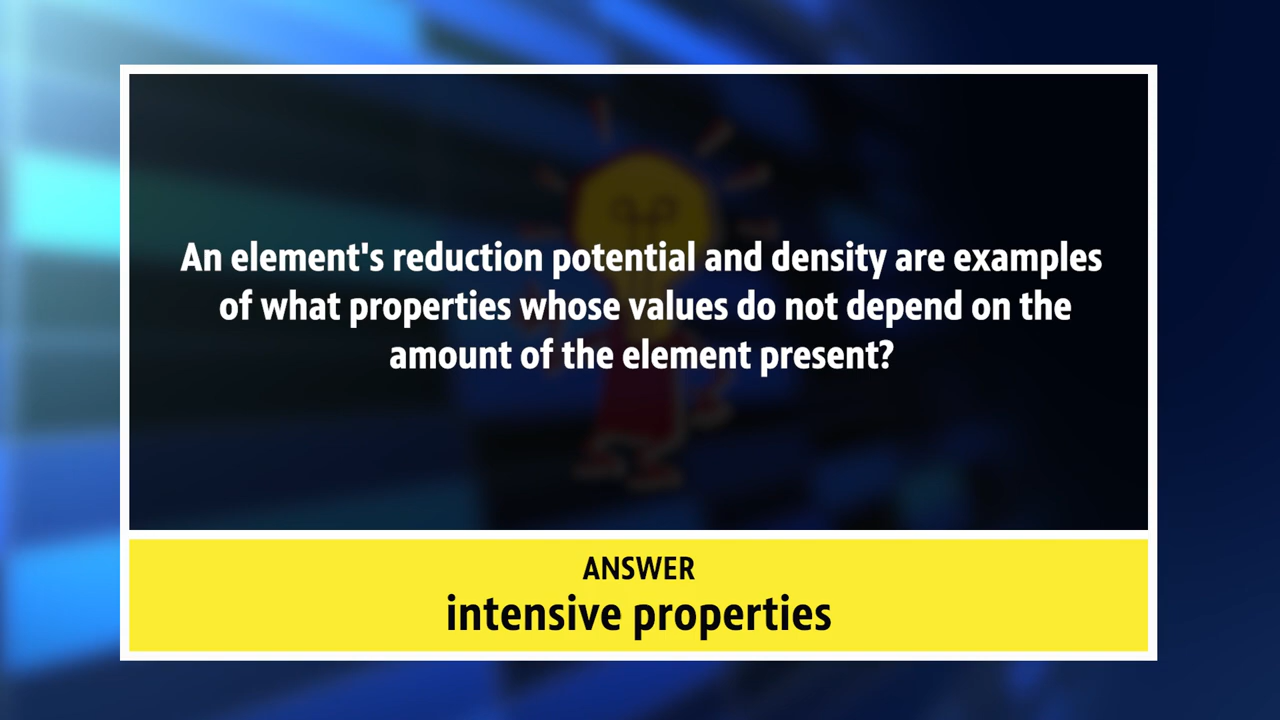 An element's reduction potential and density are examples
of what properties whose values do not depend on the
amount of the element present?
ANSWER
intensive properties